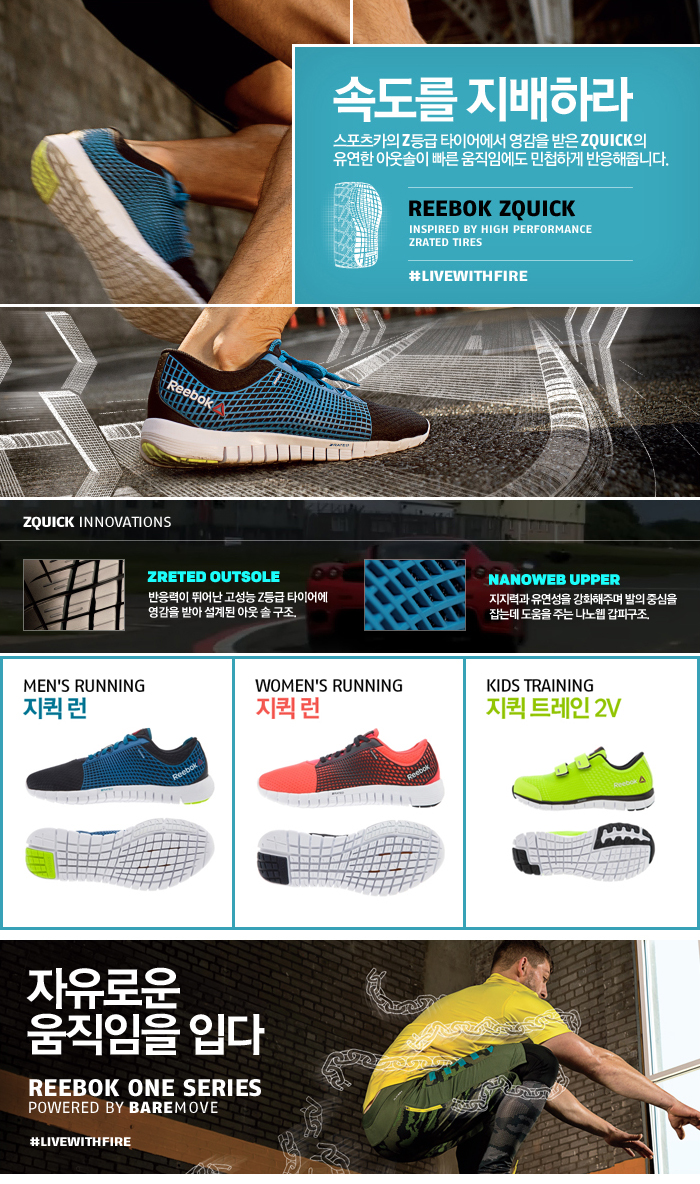 속도를 지배하라
스포츠카의 Z등급 타이어에서 영감을 받은 ZQUICK의
유연한 아웃솔이 빠른 움직임에도 민첩하게 반응해줍니다.
REEBOK ZQUICK
INSPIRED BY HIGH PERFORMANCE
ZRATED TIRES
#LIVEWITHFIRE
Reebok
ZQUICK INNOVATIONS
ZRETED OUTSOLE
반응력이 뛰어난 고성능 Z등급 타이어에
영감을 받아 설계된 아웃 솔 구조.
NANOWEB UPPER
지지력과 유연성을 강화해주며 발의 중심을
잡는데 도움을 주는 나노웹 갑피구조.
MEN'S RUNNING
지퀵 런
Reebok
WOMEN'S RUNNING
지퀵 런
Reebok
KIDS TRAINING
지퀵 트레인 2V
Reebok
자유로운
움직임을 입다
REEBOK ONE SERIES
POWERED BY BAREMOVE
#LIVEWITHFIRE